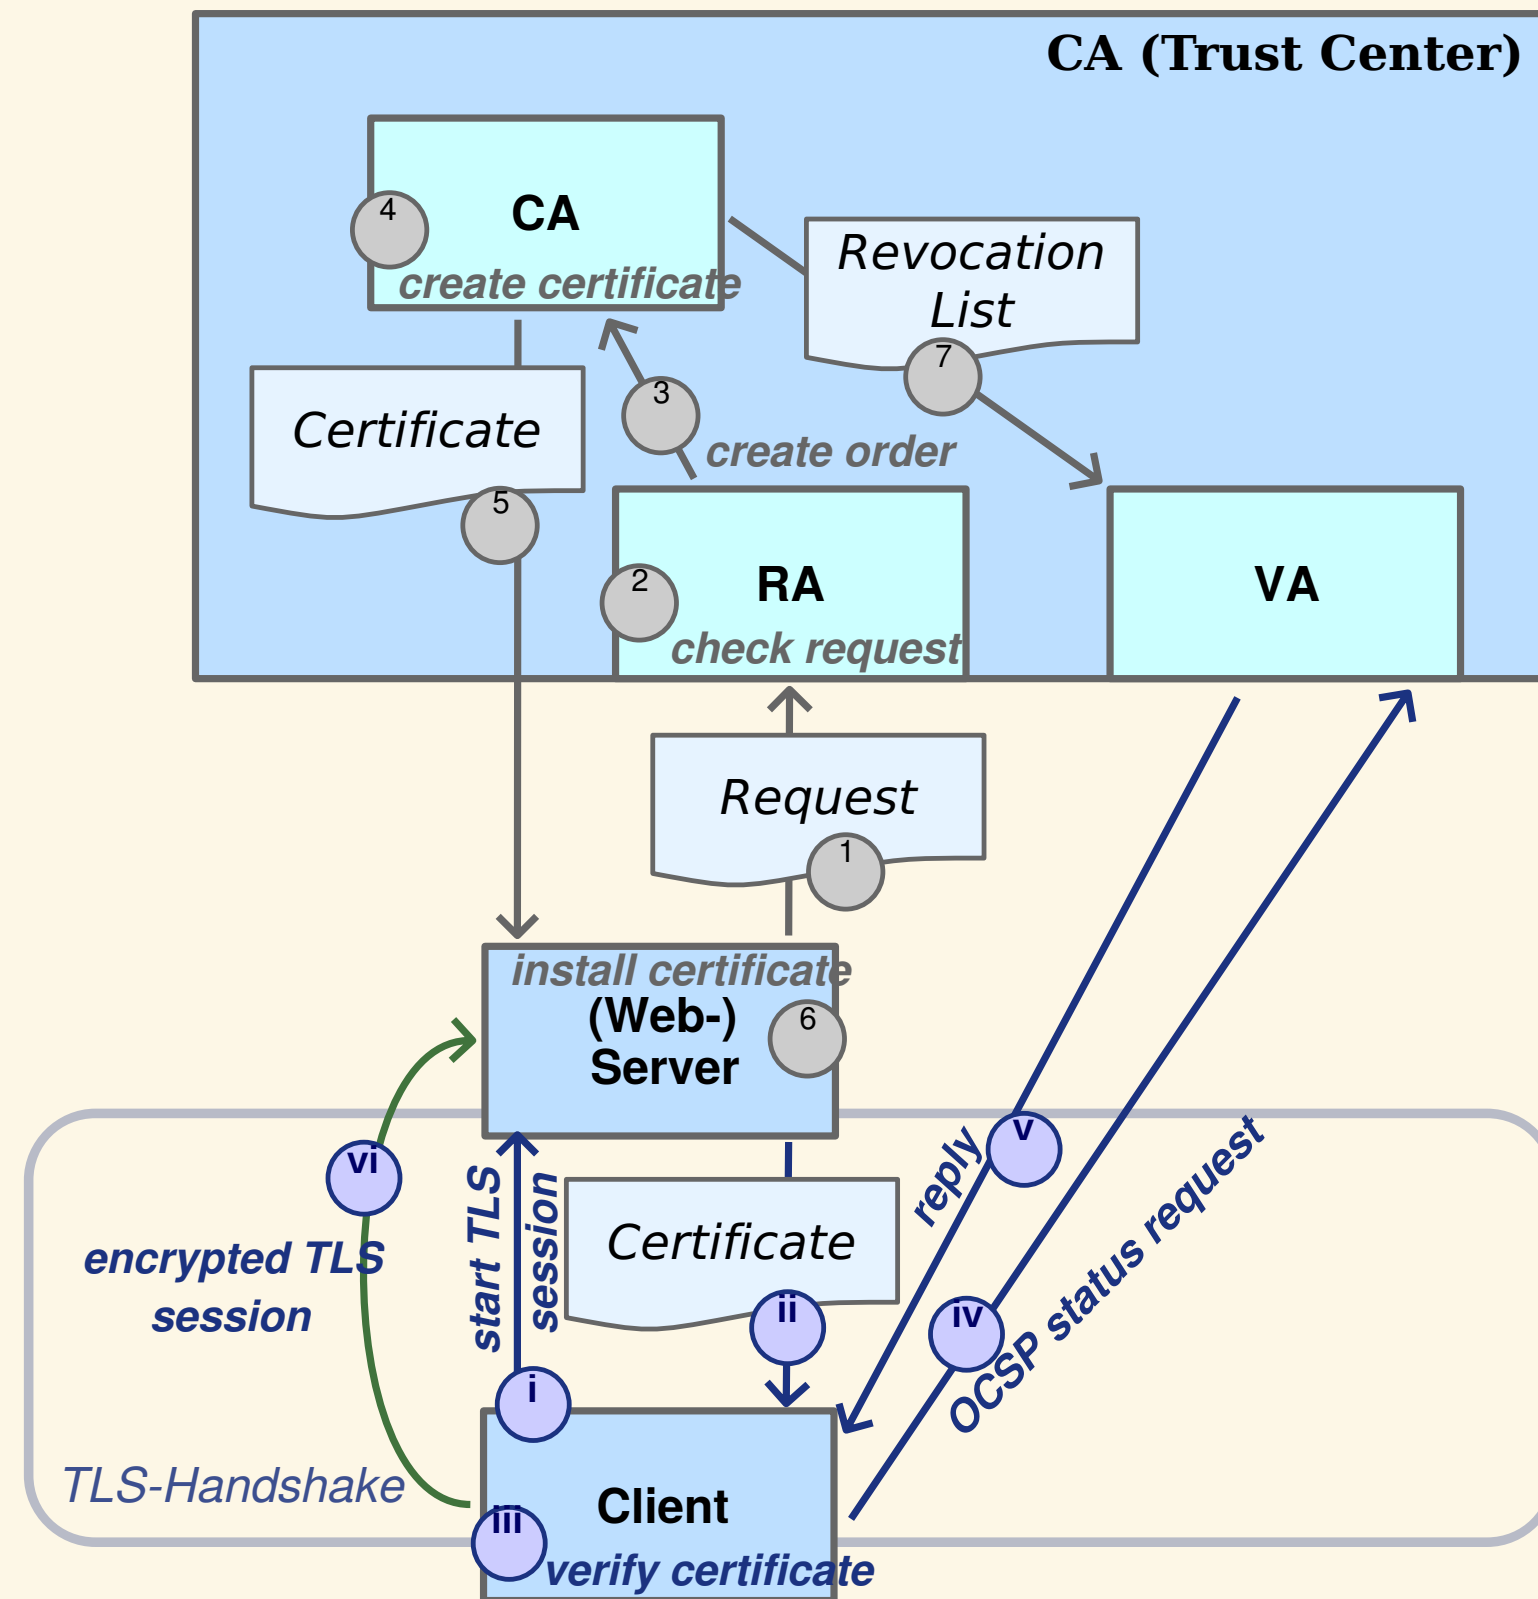 CA (Trust Center)
4
CA
create certificate
Revocation
List
7
Certificate
3
create order
5
2
RA
check request
VA
Request
1
install certificate
(Web-)
Server
6
vi
encrypted TLS
session
start TLS
session
Certificate
ii
reply
v
OCSP status request
iv
i
TLS-Handshake
iii
Client
verify certificate